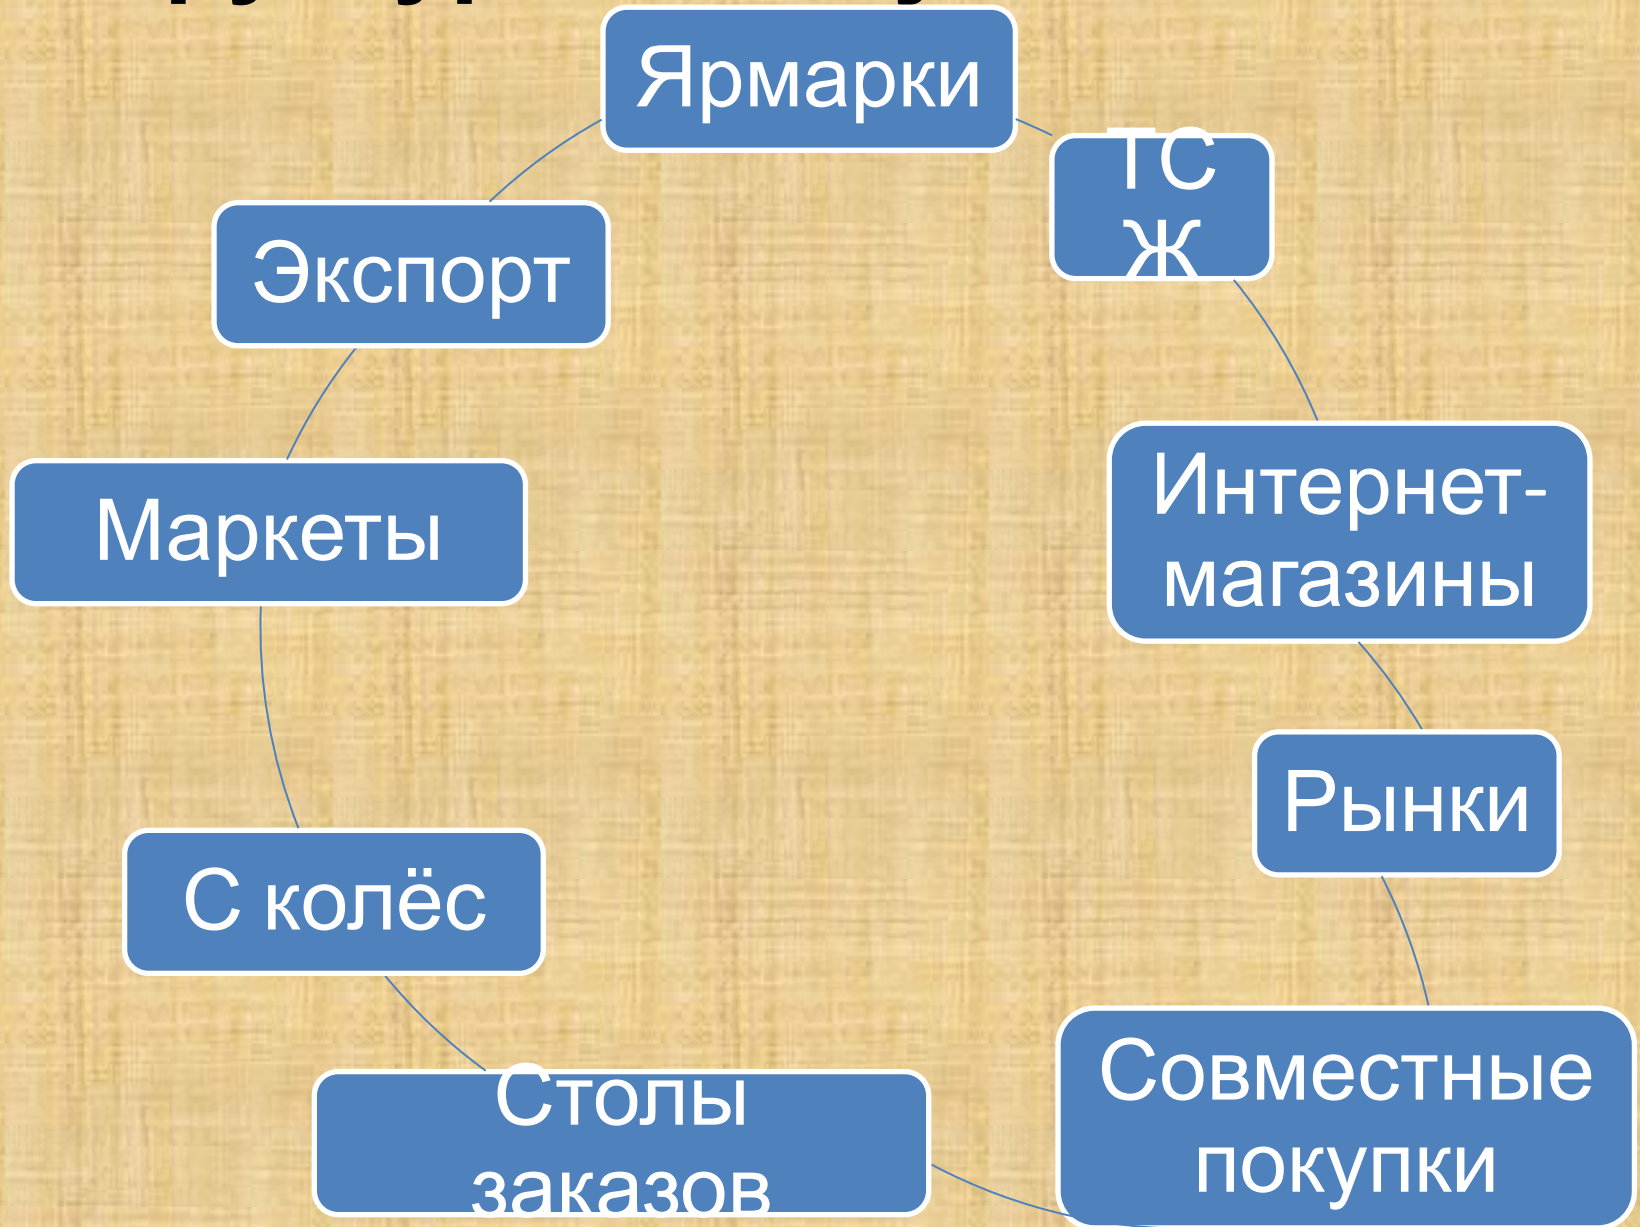 Ярмарки
ТС
Ж
Интернет-
магазины
Рынки
Совместные
покупки
Столы
заказов
С колёс
Маркеты
Экспорт